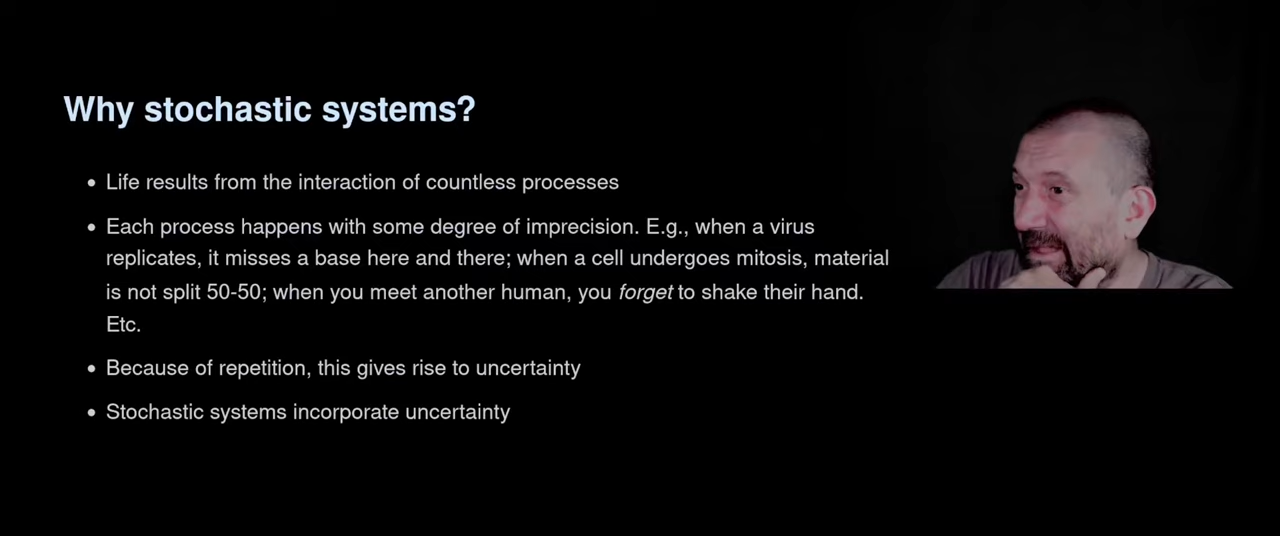 Why stochastic systems?
• Life results from the interaction of countless processes
• Each process happens with some degree of imprecision. E.g., when a virus
replicates, it misses a base here and there; when a cell undergoes mitosis, material
is not split 50-50; when you meet another human, you forget to shake their hand.
Etc.
• Because of repetition, this gives rise to uncertainty
• Stochastic systems incorporate uncertainty